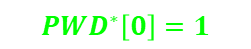 PWD*[0] = 1